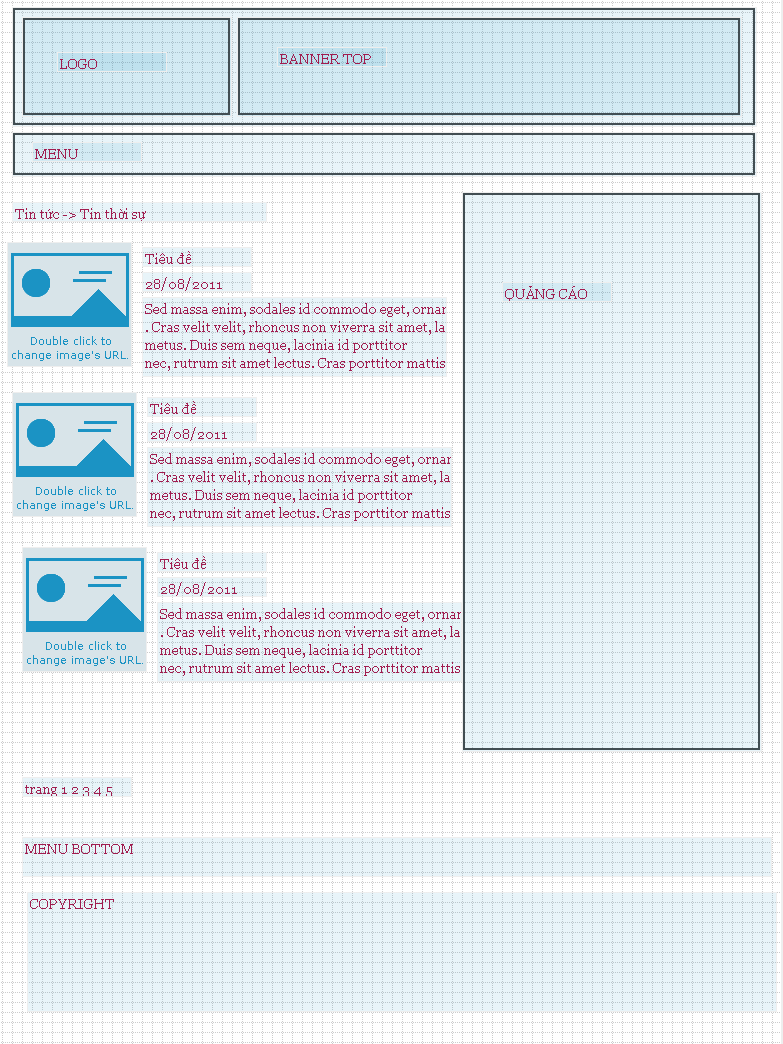 LOGO
BANNER TOP
MENU
Tin tức -> Tin thời sự
QUẢNG CÁO
Double click to
change image's URL.
Tiêu đề
28/08/2011
Sed massa enim, sodales id commodo eget, ornar
. Cras velit velit, rhoncus non viverra sit amet, la
metus. Duis sem neque, lacinia id porttitor
nec, rutrum sit amet lectus. Cras porttitor mattis
Double click to
change image's URL.
Tiêu đề
28/08/2011
Sed massa enim, sodales id commodo eget, ornar
. Cras velit velit, rhoncus non viverra sit amet, la
metus. Duis sem neque, lacinia id porttitor
nec, rutrum sit amet lectus. Cras porttitor mattis
Double click to
change image's URL.
Tiêu đề
28/08/2011
Sed massa enim, sodales id commodo eget, ornar
. Cras velit velit, rhoncus non viverra sit amet, la
metus. Duis sem neque, lacinia id porttitor
nec, rutrum sit amet lectus. Cras porttitor mattis
trang 1 2 3 4 5
MENU BOTTOM
COPYRIGHT